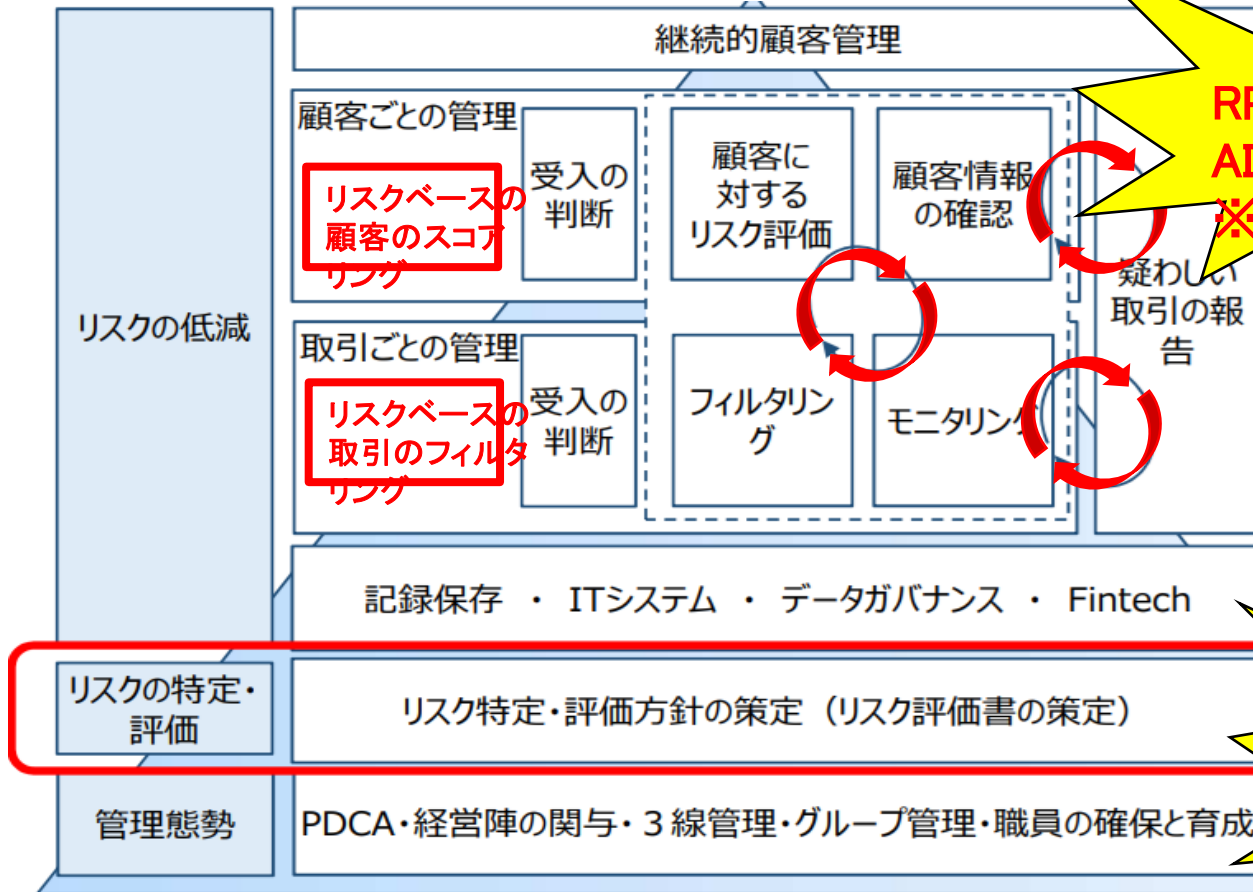 継続的顧客管理
顧客ごとの管理
リスクベースの
顧客のスコア
リング
受入の
判断
顧客に
対する
リスク評価
顧客情報
の確認
AI
※
リスクの低減
取引ごとの管理
リスクベースの
取引のフィルタ
リング
受入の
判断
フィルタリン
グ
モニタリング
疑わしい
取引の報
告
記録保存 ・ ITシステム ・ データガバナンス ・ Fintech
リスクの特定・
評価
リスク特定・評価方針の策定（リスク評価書の策定）
管理態勢
PDCA・経営陣の関与・３線管理・グループ管理・職員の確保と育成